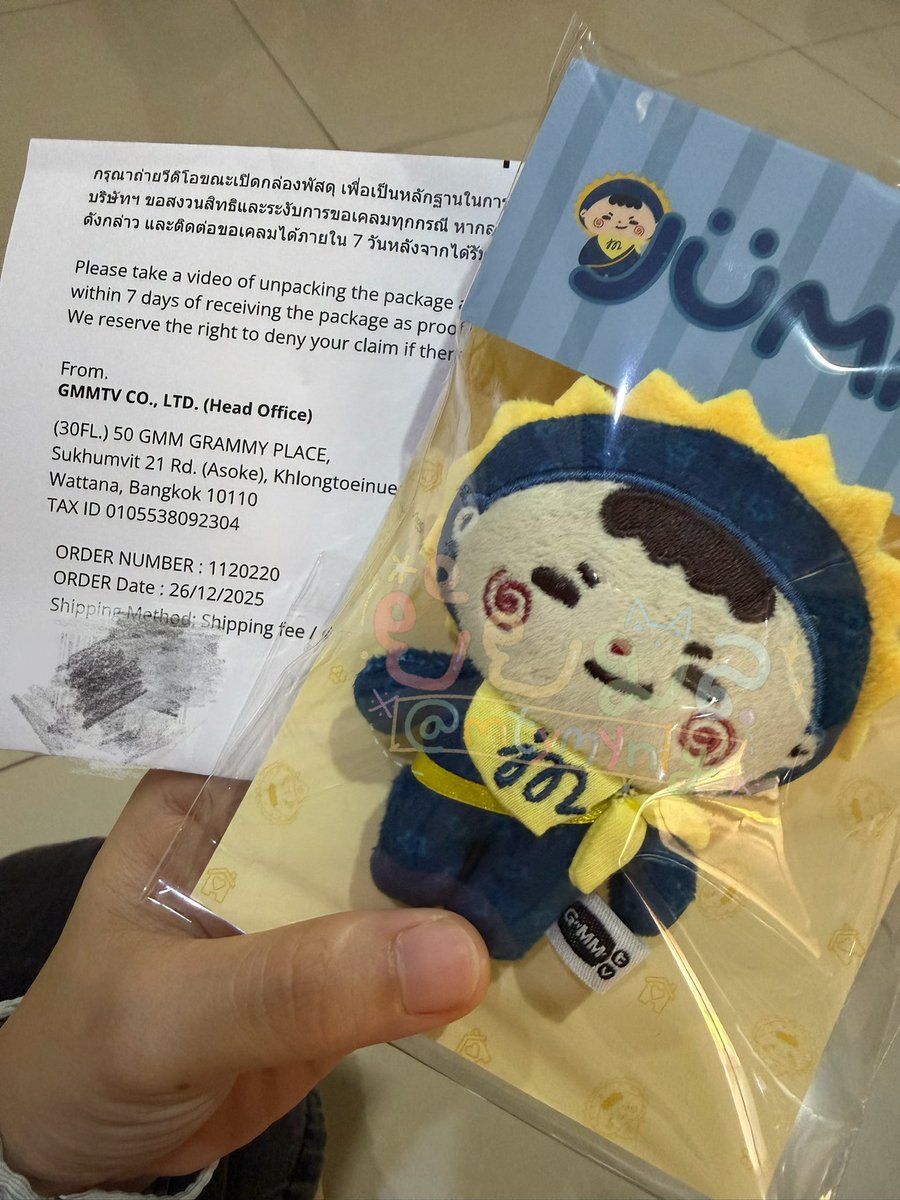 กรุณาถ่ายวีดิโอขณะเปิดกล่องพัสดุ เพื่อเป็นหลักฐานในการ
บริษัทฯ ขอสงวนสิทธิและระงับการขอเคลมทุกกรณี หาก
ดังกล่าว และติดต่อขอเคลมได้ภายใน 7 วันหลังจากได้รับ
Please take a video of unpacking the package
within 7 days of receiving the package as proof
We reserve the right to deny your claim if
From.
GMMTV CO., LTD. (Head Office)
(30FL.) 50 GMM GRAMMY PLACE,
Sukhumvit 21 Rd. (Asoke), Khlongtoeinue
Wattana, Bangkok 10110
TAX ID 0105538092304
ORDER NUMBER : 1120220
ORDER Date : 26/12/2025
Shipping Method: Shipping fee /
JÜM
GMM